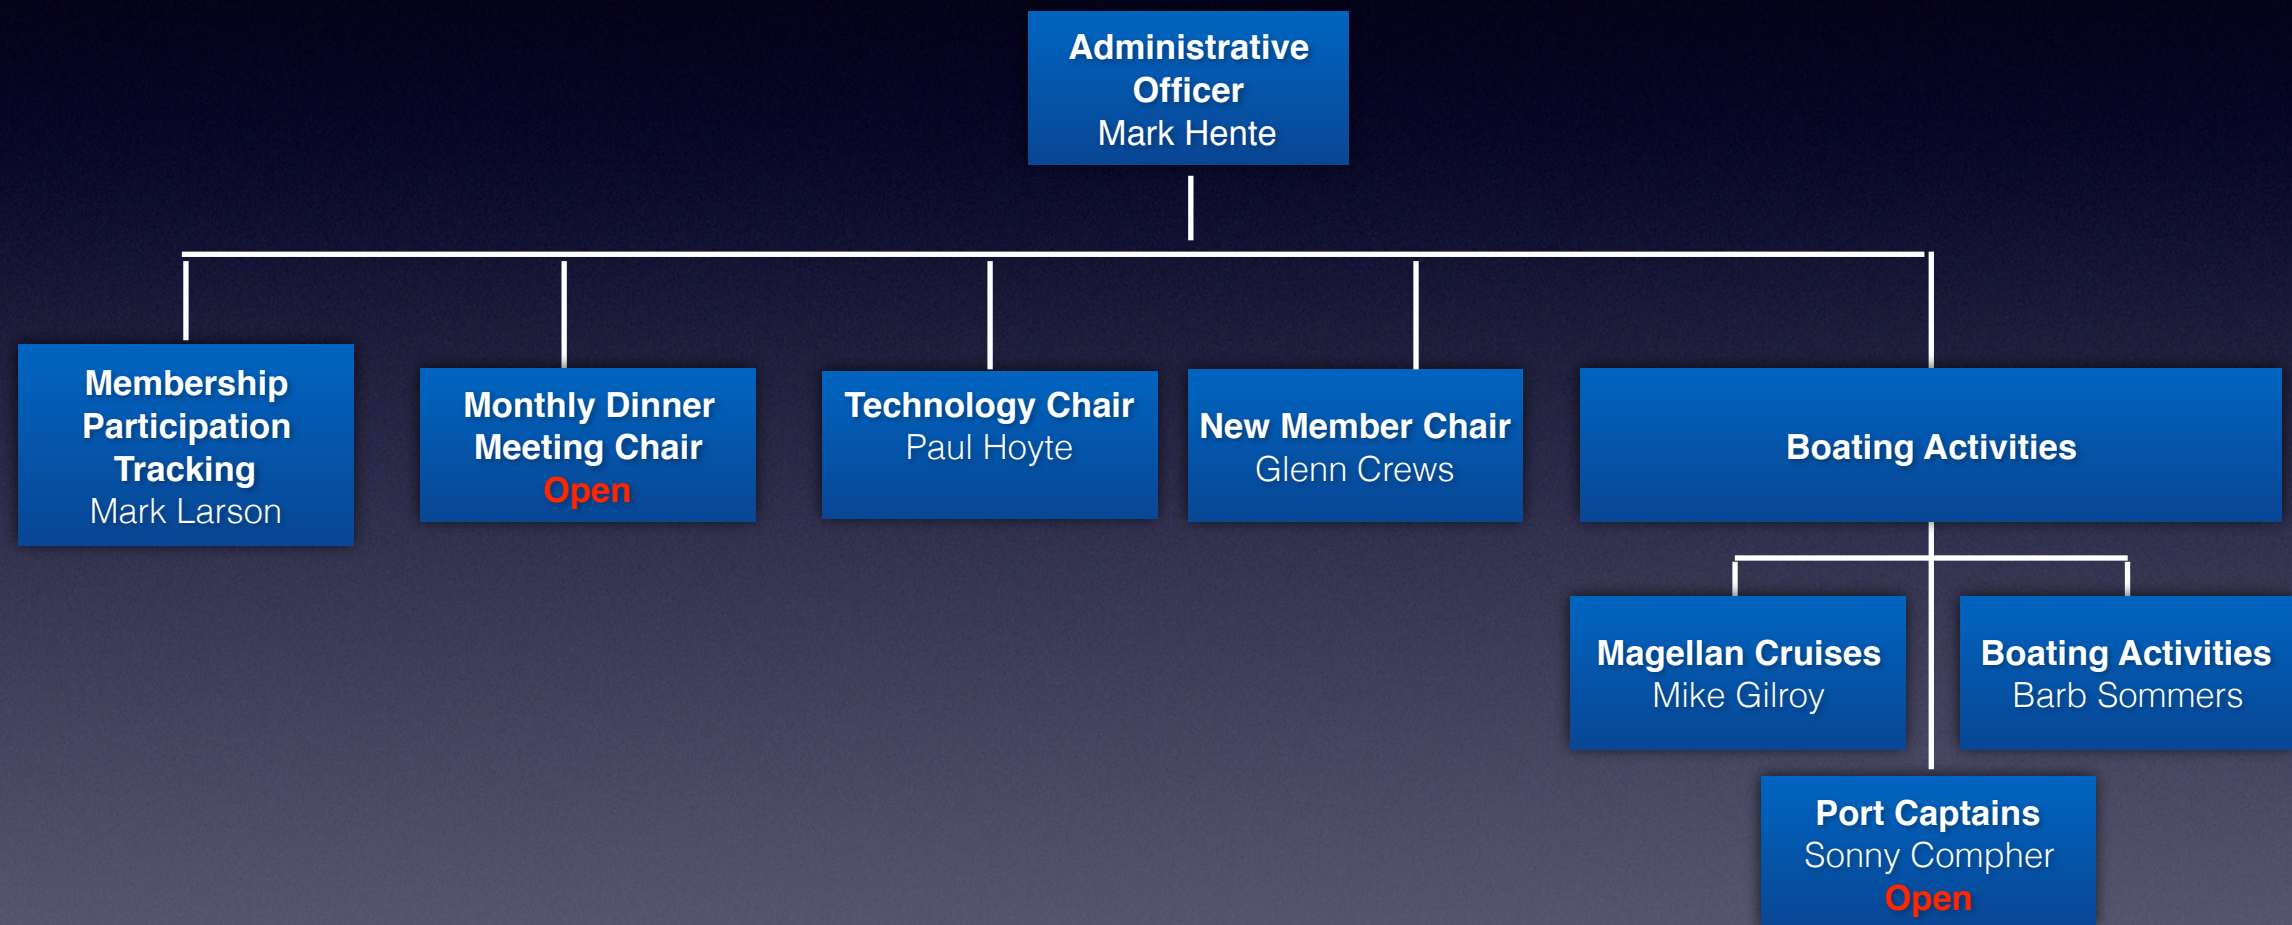 Administrative
Officer
Mark Hente
Membership
Participation
Tracking
Mark Larson
Monthly Dinner
Meeting Chair
Open
Technology Chair
Paul Hoyte
New Member Chair
Glenn Crews
Boating Activities
Magellan Cruises
Mike Gilroy
Boating Activities
Barb Sommers
Port Captains
Sonny Compher
Open